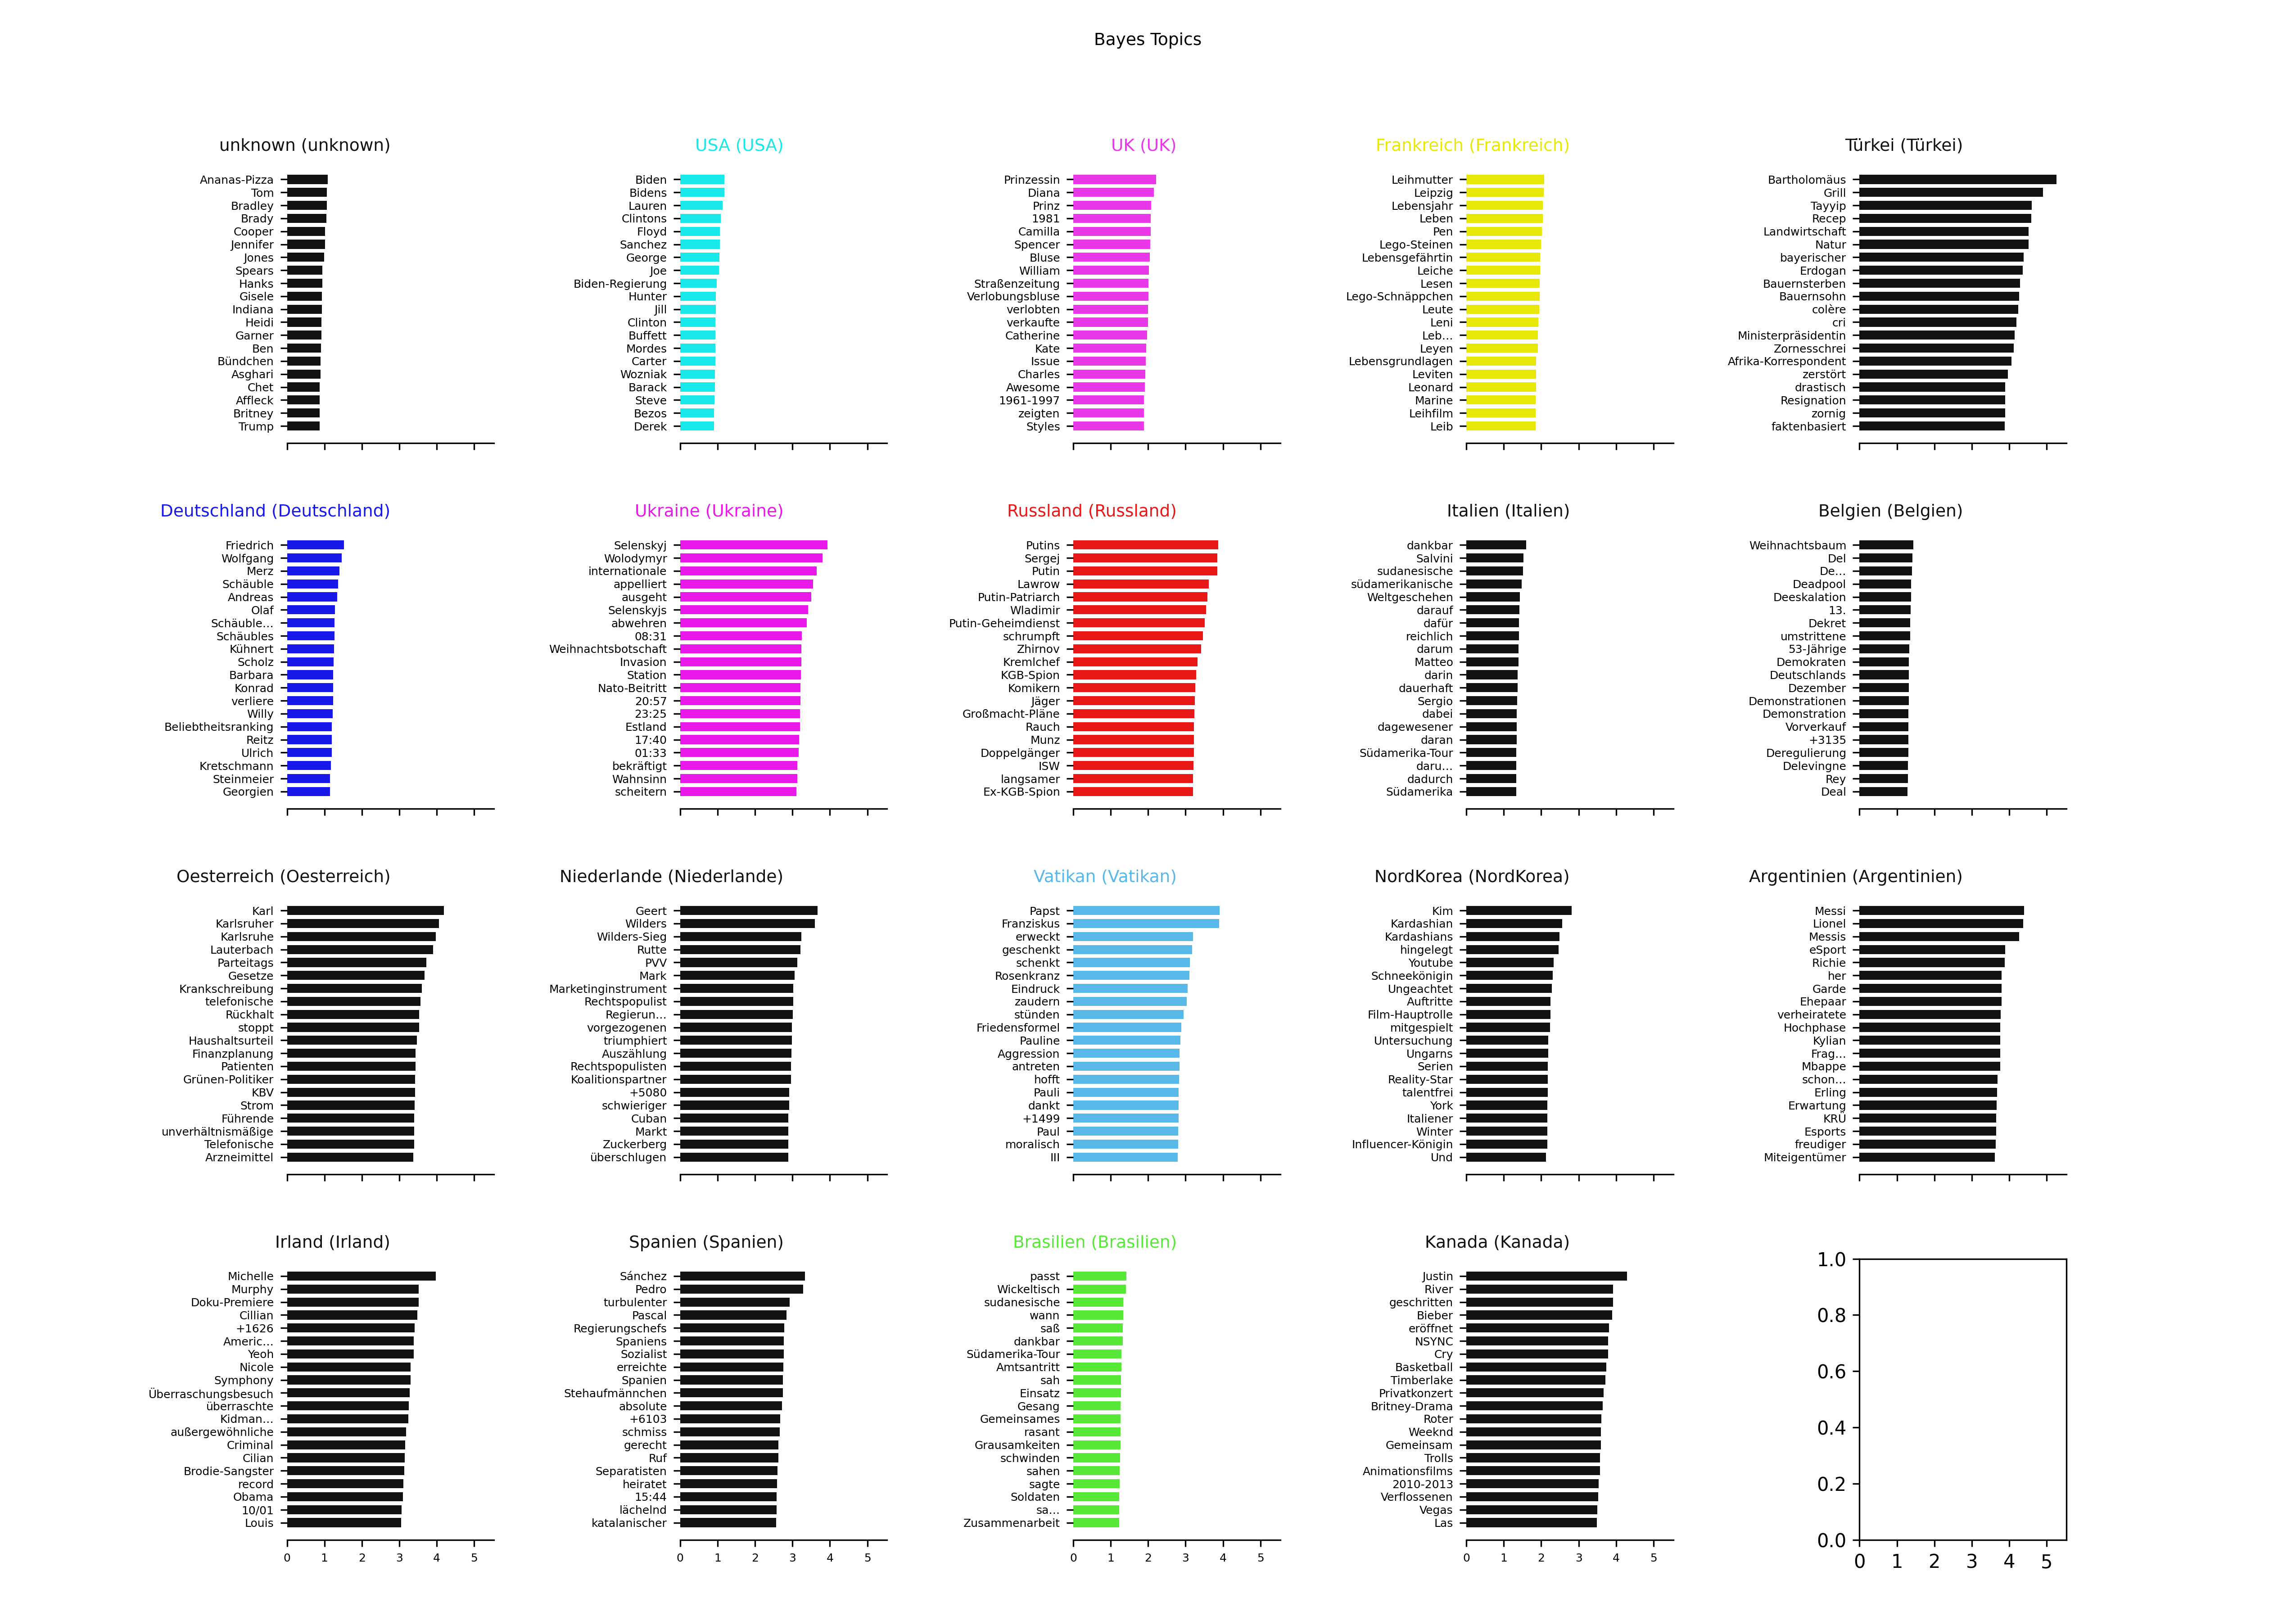 Bayes Topics
unknown (unknown)
Ananas-Pizza
Tom
Bradley
Brady
Cooper
Jennifer
Jones
Spears
Hanks
Gisele
Indiana
Heidi
Garner
Ben
Bündchen
Asghari
Chet
Affleck
Britney
Trump
USA (USA)
Biden
Bidens
Lauren
Clintons
Floyd
Sanchez
George
Joe
Biden-Regierung
Hunter
Jill
Clinton
Buffett
Mordes
Carter
Wozniak
Barack
Steve
Bezos
Derek
UK (UK)
Prinzessin
Diana
Prinz
1981
Camilla
Spencer
Bluse
William
Straßenzeitung
Verlobungsbluse
verlobten
verkaufte
Catherine
Kate
Issue
Charles
Awesome
1961-1997
zeigten
Styles
Frankreich (Frankreich)
Leihmutter
Leipzig
Lebensjahr
Leben
Pen
Lego-Steinen
Lebensgefährtin
Leiche
Lesen
Lego-Schnäppchen
Leute
Leni
Leb...
Leyen
Lebensgrundlagen
Leviten
Leonard
Marine
Leihfilm
Leib
Türkei (Türkei)
Bartholomäus
Grill
Tayyip
Recep
Landwirtschaft
Natur
bayerischer
Erdogan
Bauernsterben
Bauernsohn
colère
cri
Ministerpräsidentin
Zornesschrei
Afrika-Korrespondent
zerstört
drastisch
Resignation
zornig
faktenbasiert
Deutschland (Deutschland)
Friedrich
Wolfgang
Merz
Schäuble
Andreas
Olaf
Schäuble...
Schäubles
Kühnert
Scholz
Barbara
Konrad
verliere
Willy
Beliebtheitsranking
Reitz
Ulrich
Kretschmann
Steinmeier
Georgien
Ukraine (Ukraine)
Selenskyj
Wolodymyr
internationale
appelliert
ausgeht
Selenskyjs
abwehren
08:31
Weihnachtsbotschaft
Invasion
Station
Nato-Beitritt
20:57
23:25
Estland
17:40
01:33
bekräftigt
Wahnsinn
scheitern
Russland (Russland)
Putins
Sergej
Putin
Lawrow
Putin-Patriarch
Wladimir
Putin-Geheimdienst
schrumpft
Zhirnov
Kremlchef
KGB-Spion
Komikern
Jäger
Großmacht-Pläne
Rauch
Munz
Doppelgänger
ISW
langsamer
Ex-KGB-Spion
Italien (Italien)
dankbar
Salvini
sudanesische
südamerikanische
Weltgeschehen
darauf
dafür
reichlich
darum
Matteo
darin
dauerhaft
Sergio
dabei
dagewesener
daran
Südamerika-Tour
daru...
dadurch
Südamerika
Belgien (Belgien)
Weihnachtsbaum
Del
De...
Deadpool
Deeskalation
13.
Dekret
umstrittene
53-Jährige
Demokraten
Deutschlands
Dezember
Demonstrationen
Demonstration
Vorverkauf
+3135
Deregulierung
Delevingne
Rey
Deal
Oesterreich (Oesterreich)
Karl
Karlsruher
Karlsruhe
Lauterbach
Parteitags
Gesetze
Krankschreibung
telefonische
Rückhalt
stoppt
Haushaltsurteil
Finanzplanung
Patienten
Grünen-Politiker
KBV
Strom
Führende
unverhältnismäßige
Telefonische
Arzneimittel
Niederlande (Niederlande)
Geert
Wilders
Wilders-Sieg
Rutte
PVV
Mark
Marketinginstrument
Rechtspopulist
Regierun...
vorgezogenen
triumphiert
Auszählung
Rechtspopulisten
Koalitionspartner
+5080
schwieriger
Cuban
Markt
Zuckerberg
überschlugen
Vatikan (Vatikan)
Papst
Franziskus
erweckt
geschenkt
schenkt
Rosenkranz
Eindruck
zaudern
stünden
Friedensformel
Pauline
Aggression
antreten
hofft
Pauli
dankt
+1499
Paul
moralisch
III
NordKorea (NordKorea)
Kim
Kardashian
Kardashians
hingelegt
Youtube
Schneekönigin
Ungeachtet
Auftritte
Film-Hauptrolle
mitgespielt
Untersuchung
Ungarns
Serien
Reality-Star
talentfrei
York
Italiener
Winter
Influencer-Königin
Und
Argentinien (Argentinien)
Messi
Lionel
Messis
eSport
Richie
her
Garde
Ehepaar
verheiratete
Hochphase
Kylian
Frag...
Mbappe
schon...
Erling
Erwartung
KRÜ
Esports
freudiger
Miteigentümer
Irland (Irland)
Michelle
Murphy
Doku-Premiere
Cillian
+1626
Americ...
Yeoh
Nicole
Symphony
Überraschungsbesuch
überraschte
Kidman...
außergewöhnliche
Criminal
Cilian
Brodie-Sangster
record
Obama
10/01
Louis
0 1 2 3 4 5
Spanien (Spanien)
Sánchez
Pedro
turbulenter
Pascal
Regierungschefs
Spaniens
Sozialist
erreichte
Spanien
Stehaufmännchen
absolute
+6103
schmiss
gerecht
Ruf
Separatisten
heiratet
15:44
lächelnd
katalanischer
0 1 2 3 4 5
Brasilien (Brasilien)
passt
Wickeltisch
sudanesische
wann
saß
dankbar
Südamerika-Tour
Amtsantritt
sah
Einsatz
Gesang
Gemeinsames
rasant
Grausamkeiten
schwinden
sahen
sagte
Soldaten
sa...
Zusammenarbeit
0 1 2 3 4 5
Kanada (Kanada)
Justin
River
geschritten
Bieber
eröffnet
NSYNC
Cry
Basketball
Timberlake
Privatkonzert
Britney-Drama
Roter
Weeknd
Gemeinsam
Trolls
Animationsfilms
2010-2013
Verflossenen
Vegas
Las
0 1 2 3 4 5
1.0
0.8
0.6
0.4
0.2
0.0
0 1 2 3 4 5